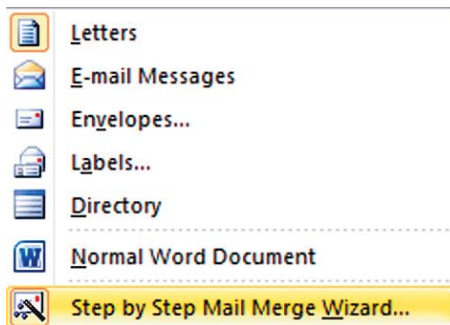 Letters
E-mail Messages
Envelopes...
Labels...
Directory
Normal Word Document
Step by Step Mail Merge Wizard...